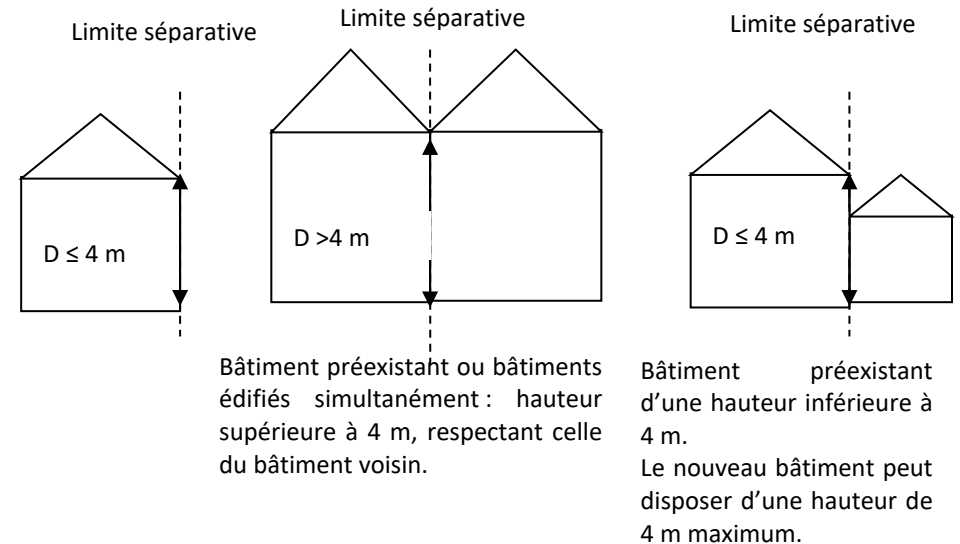 Limite séparative
Limite séparative
Limite séparative
D ≤ 4 m
D >4 m
D ≤ 4 m
Bâtiment préexistant ou bâtiments
édifiés simultanément : hauteur
supérieure à 4 m, respectant celle
du bâtiment voisin.
Bâtiment préexistant
d’une hauteur inférieure à
4 m.
Le nouveau bâtiment peut
disposer d’une hauteur de
4 m maximum.